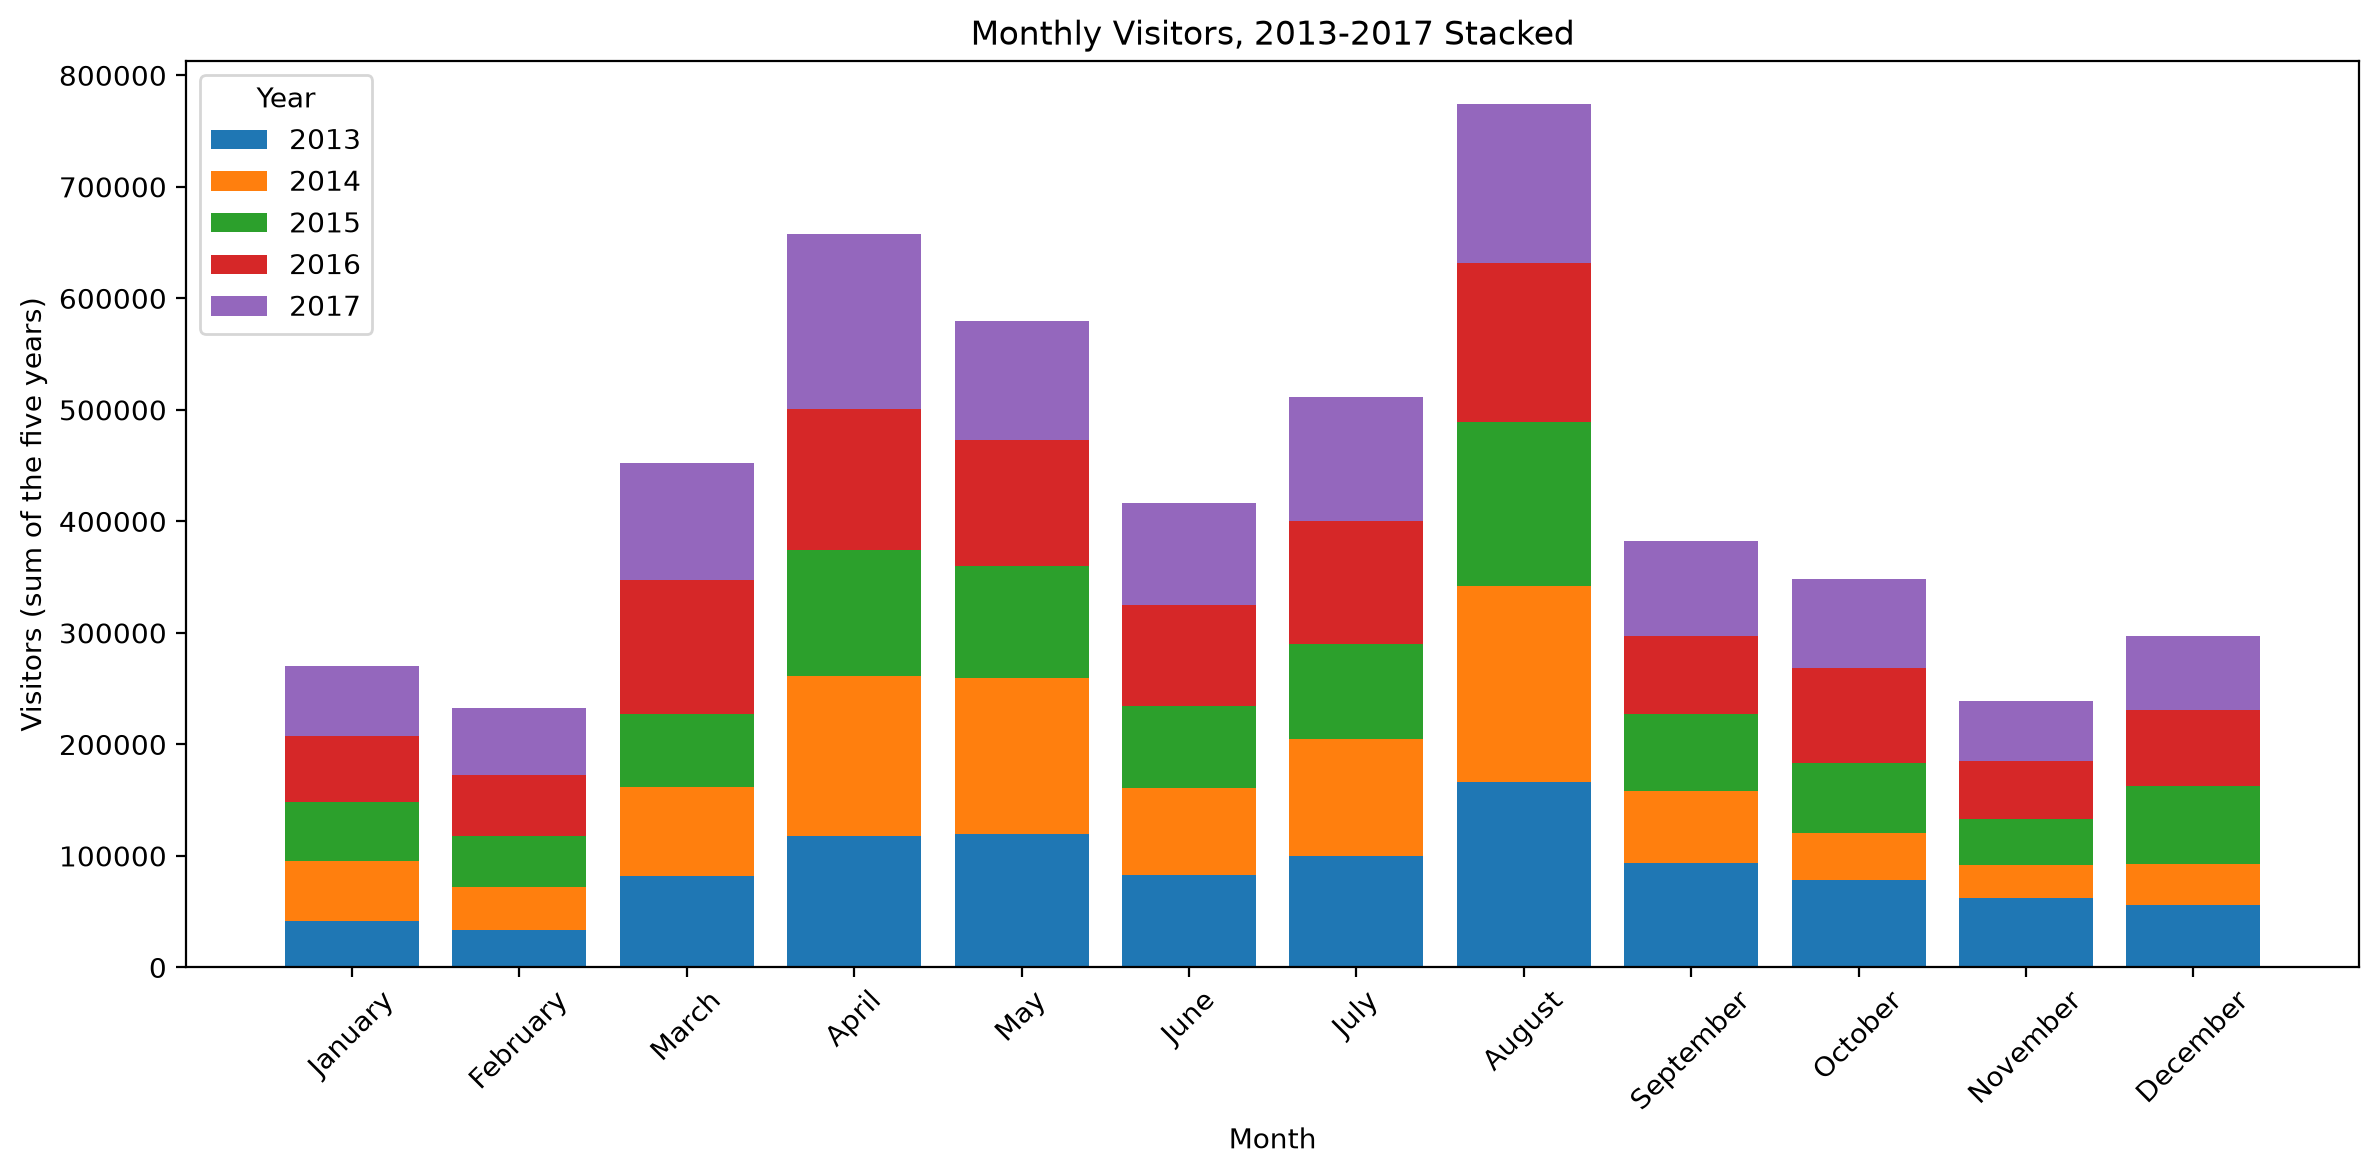 Monthly Visitors, 2013-2017 Stacked
800000
700000
600000
500000
400000
300000
200000
100000
0
Visitors (sum of the five years)
Year
2013
2014
2015
2016
2017
January
February
March
April
May
June
July
August
September
October
November
December
Month